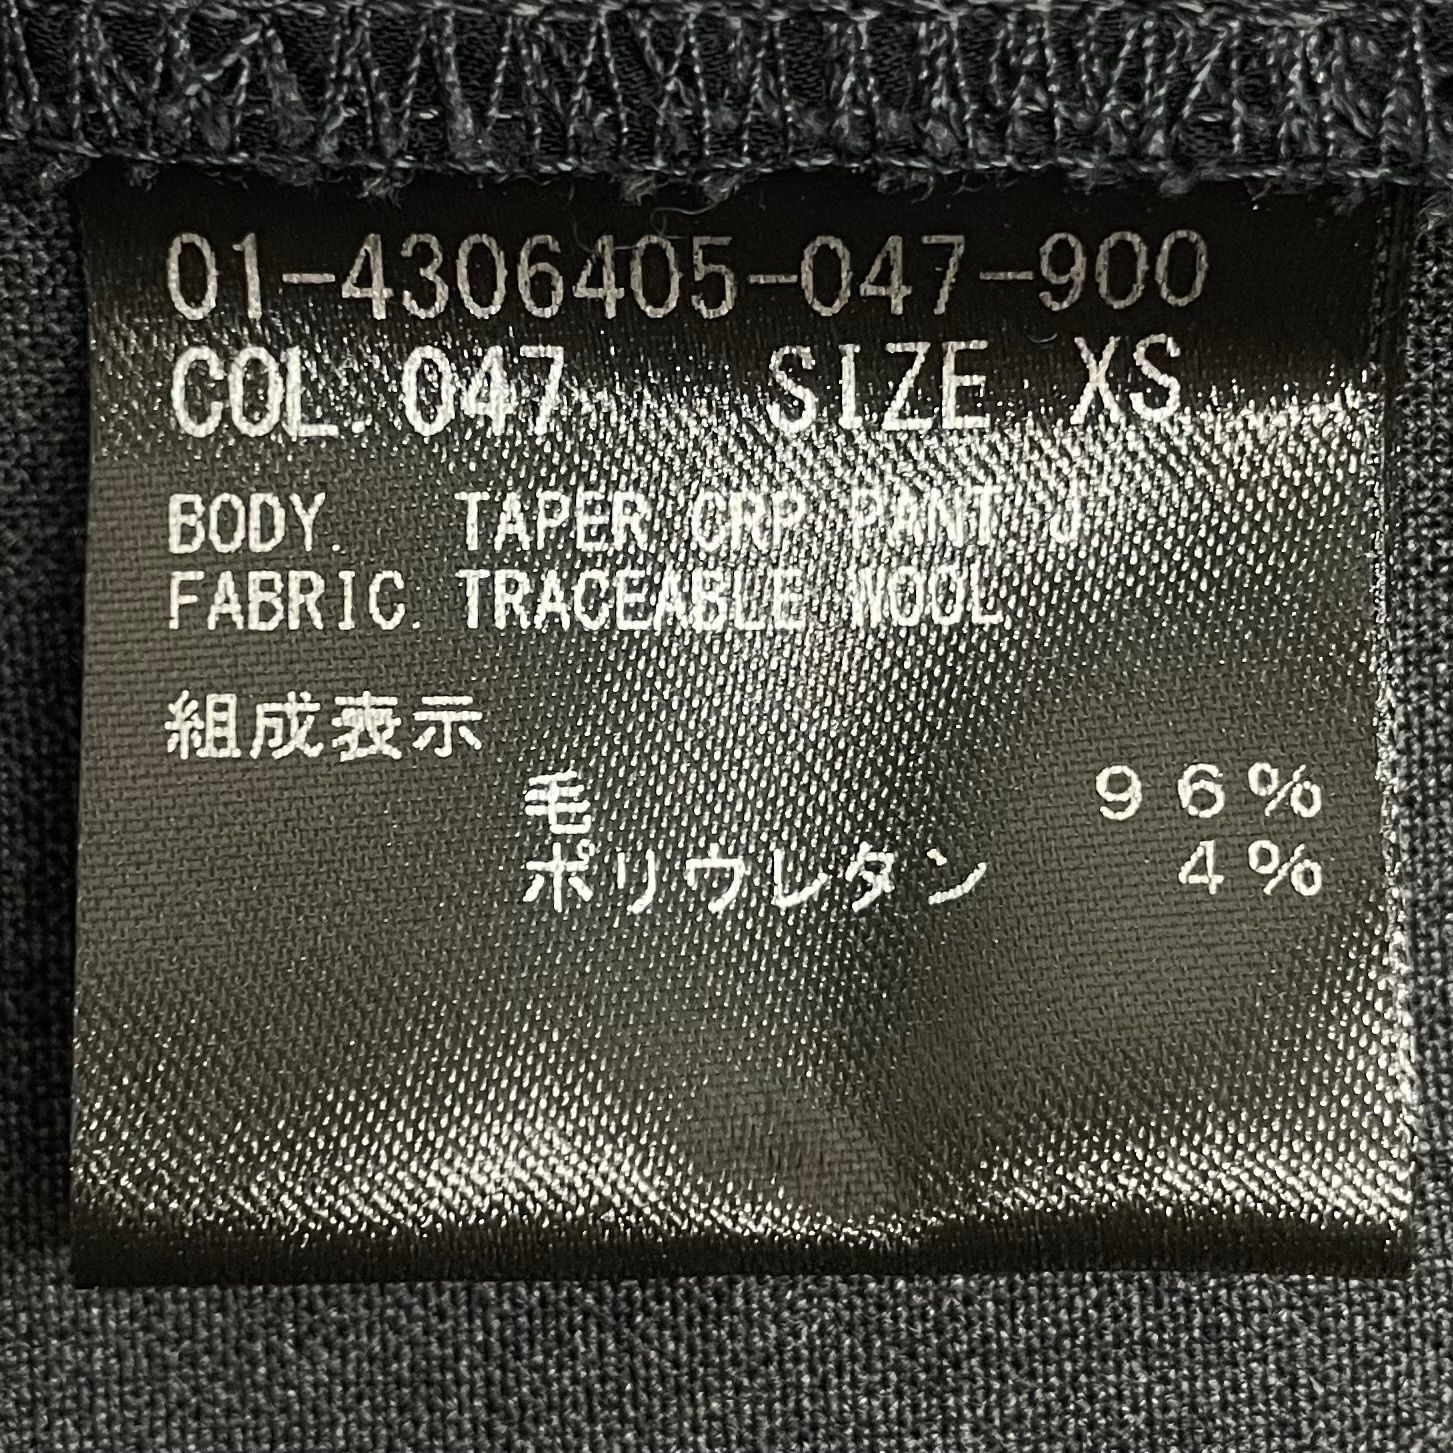 01-4306405-047-900
COL. 047 SIZE XS
BODY. TAPER CRP PANT J
FABRIC. TRACEABLE WOOL
組成表示
毛 96%
ポリウレタン 4%